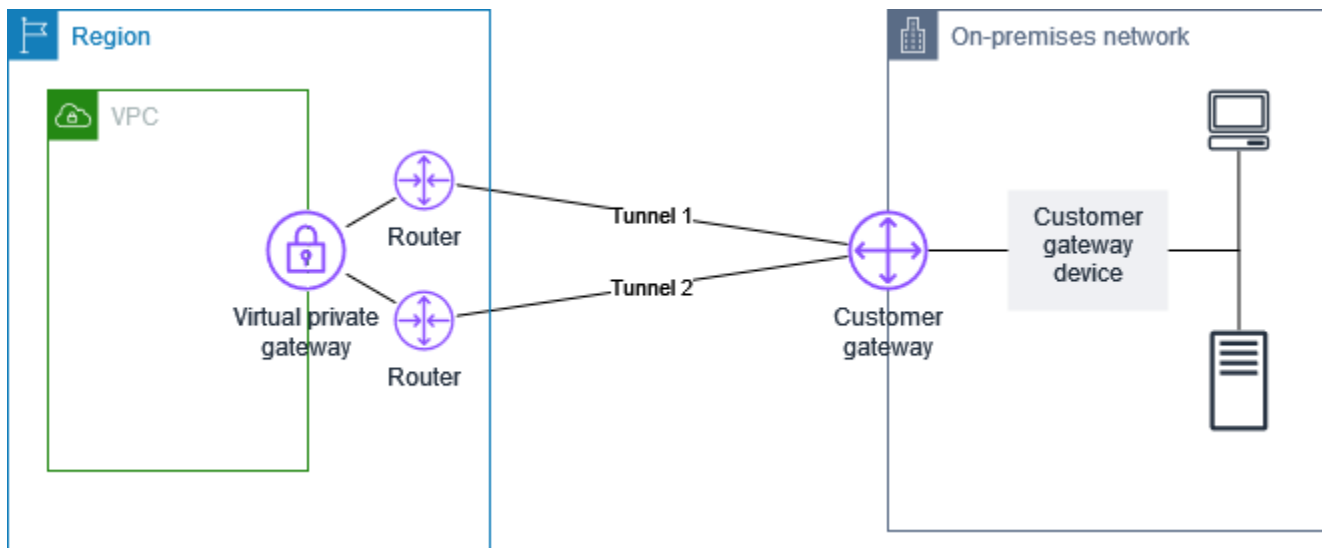 Region
On-premises network
VPC
Router
Tunnel 1
Customer
gateway
device
Tunnel 2
Virtual private
gateway
Customer
gateway
Router